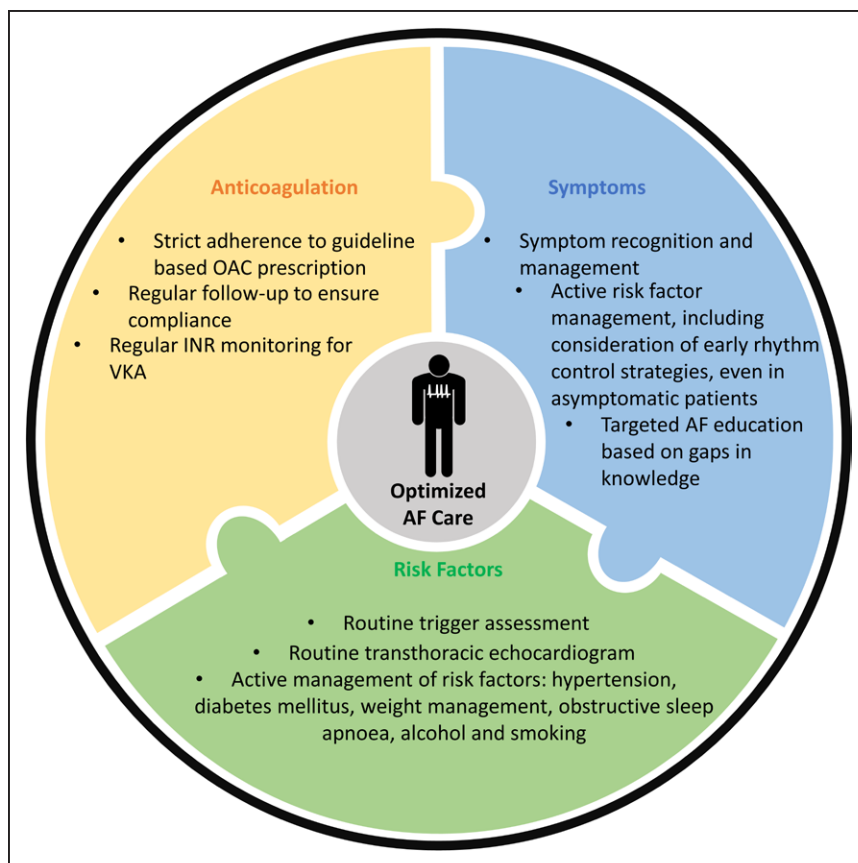 Anticoagulation
• Strict adherence to guideline
based OAC prescription
• Regular follow-up to ensure
compliance
• Regular INR monitoring for
VKA
Symptoms
• Symptom recognition and
management
• Active risk factor
management, including
consideration of early rhythm
control strategies, even in
asymptomatic patients
• Targeted AF education
based on gaps in
knowledge
Optimized
AF Care
Risk Factors
• Routine trigger assessment
• Routine transthoracic echocardiogram
• Active management of risk factors: hypertension,
diabetes mellitus, weight management, obstructive sleep
apnoea, alcohol and smoking